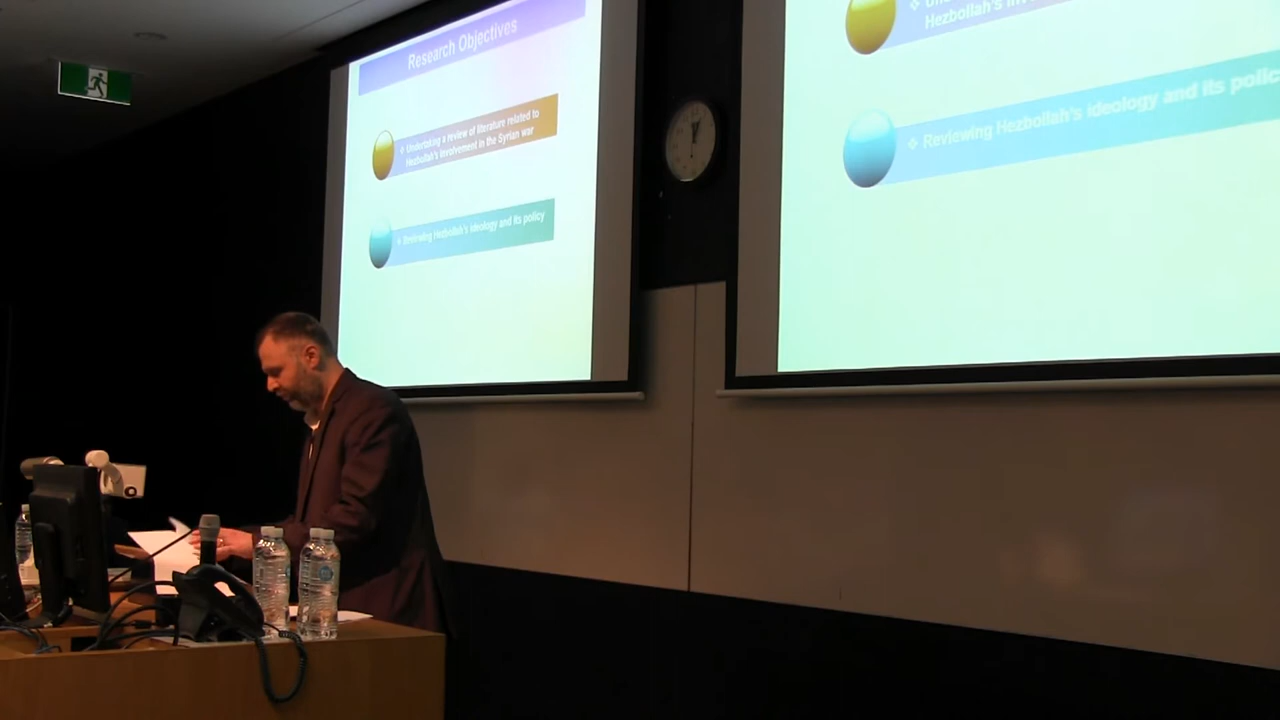 Research Objectives
❖ Undertaking a review of literature related to
Hezbollah's involvement in the Syrian war
❖ Reviewing Hezbollah's ideology and its policy
Hezbollah's
❖ Reviewing Hezbollah's ideology and its polic